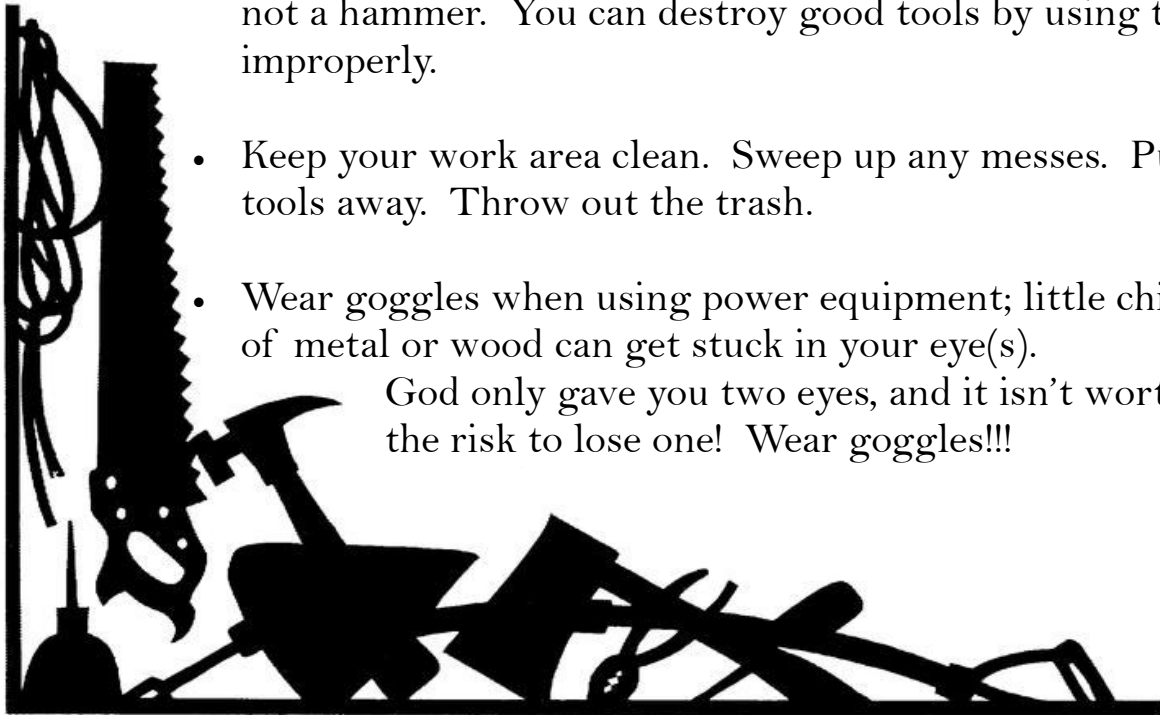 not a hammer.  You can destroy good tools by using
improperly.
• Keep your work area clean.  Sweep up any messes.
tools away.  Throw out the trash.
• Wear goggles when using power equipment; little
of  metal or wood can get stuck in your eye(s).
God only gave you two eyes, and it isn’t
the risk to lose one!  Wear goggles!!!